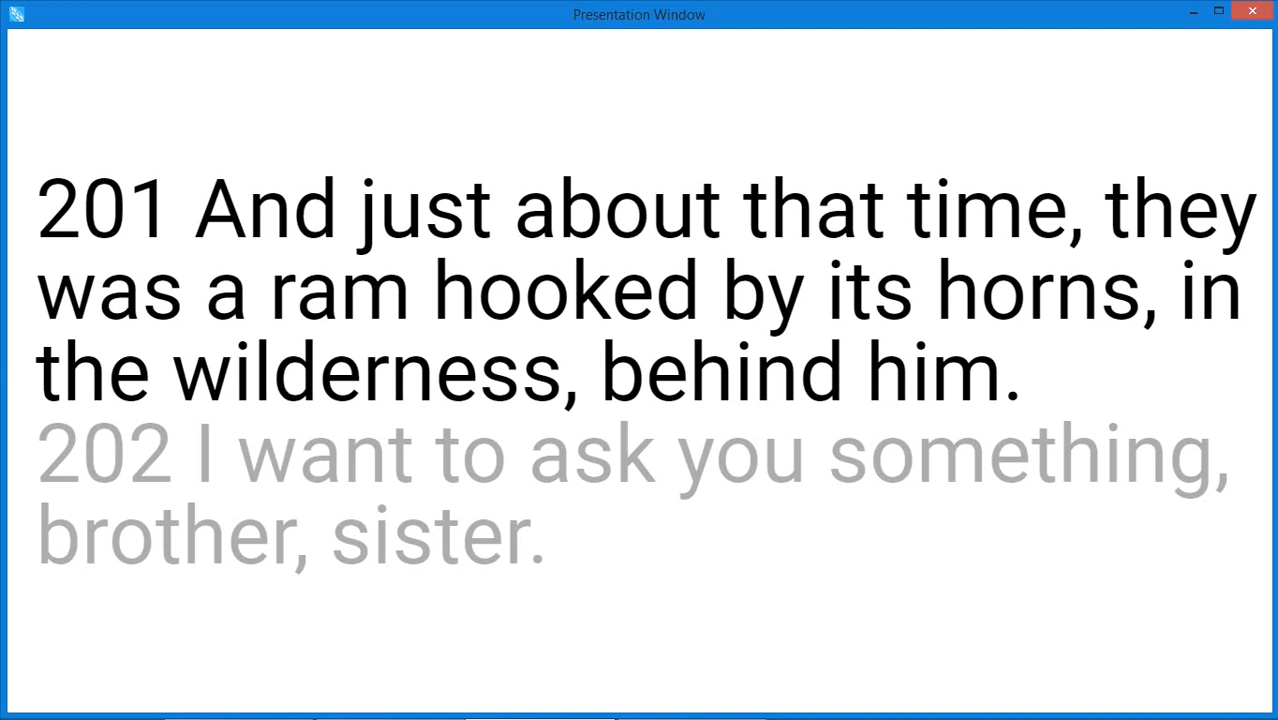 Presentation Window
201 And just about that time, they
was a ram hooked by its horns, in
the wilderness, behind him.
202 I want to ask you something,
brother, sister.